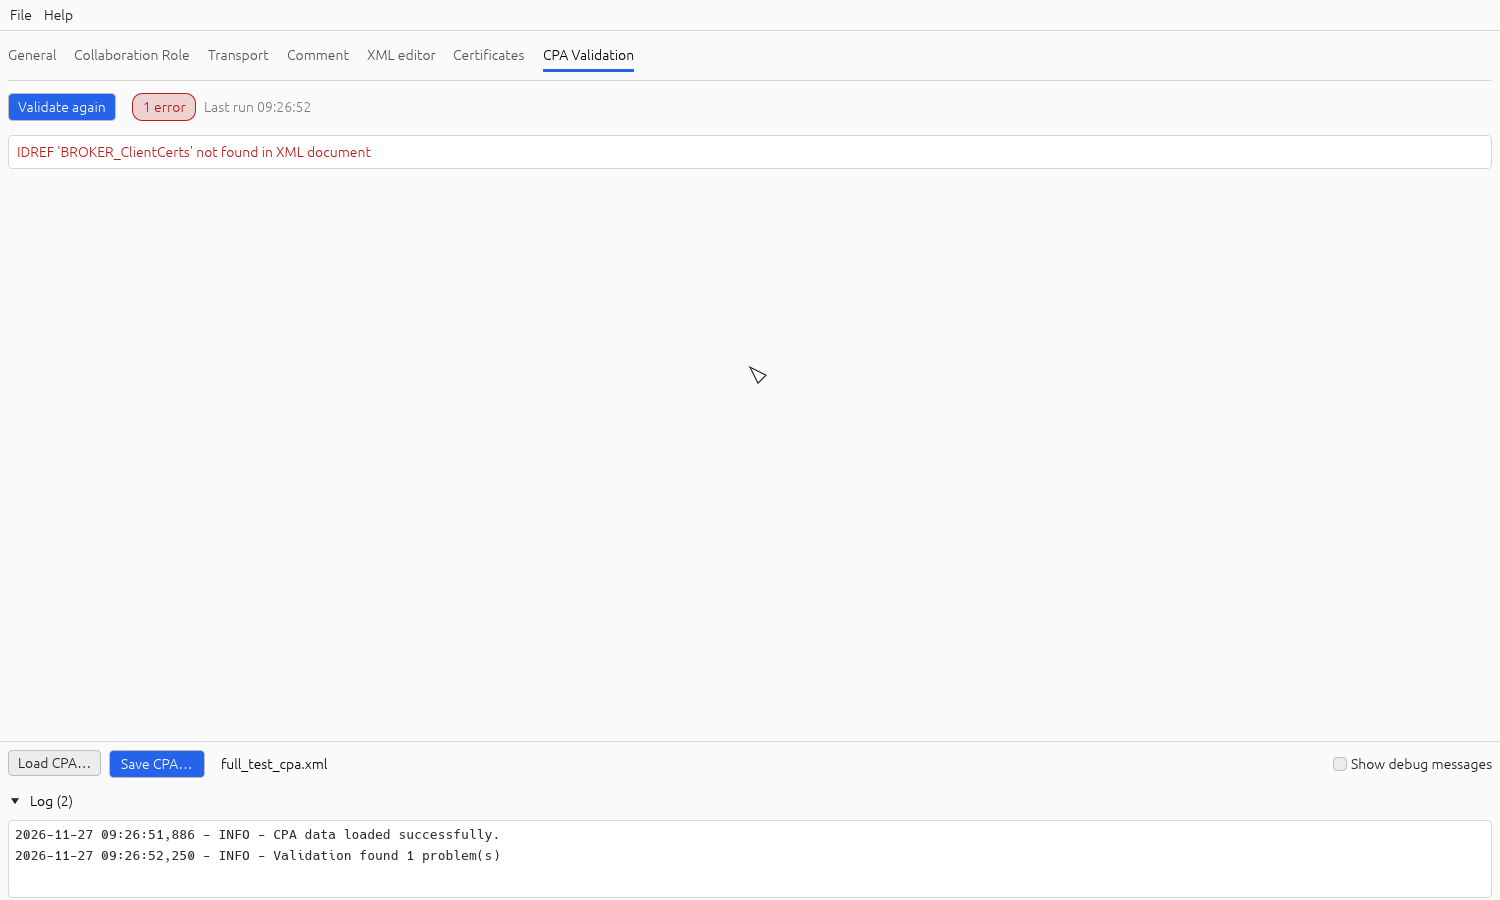 File Help
General Collaboration Role Transport Comment XML editor Certificates CPA Validation
Validate again 1 error Last run 09:26:52
IDREF 'BROKER_ClientCerts' not found in XML document
Load CPA... Save CPA... full_test_cpa.xml Show debug messages
Log (2)
2026-11-27 09:26:51,886 - INFO - CPA data loaded successfully.
2026-11-27 09:26:52,250 - INFO - Validation found 1 problem(s)